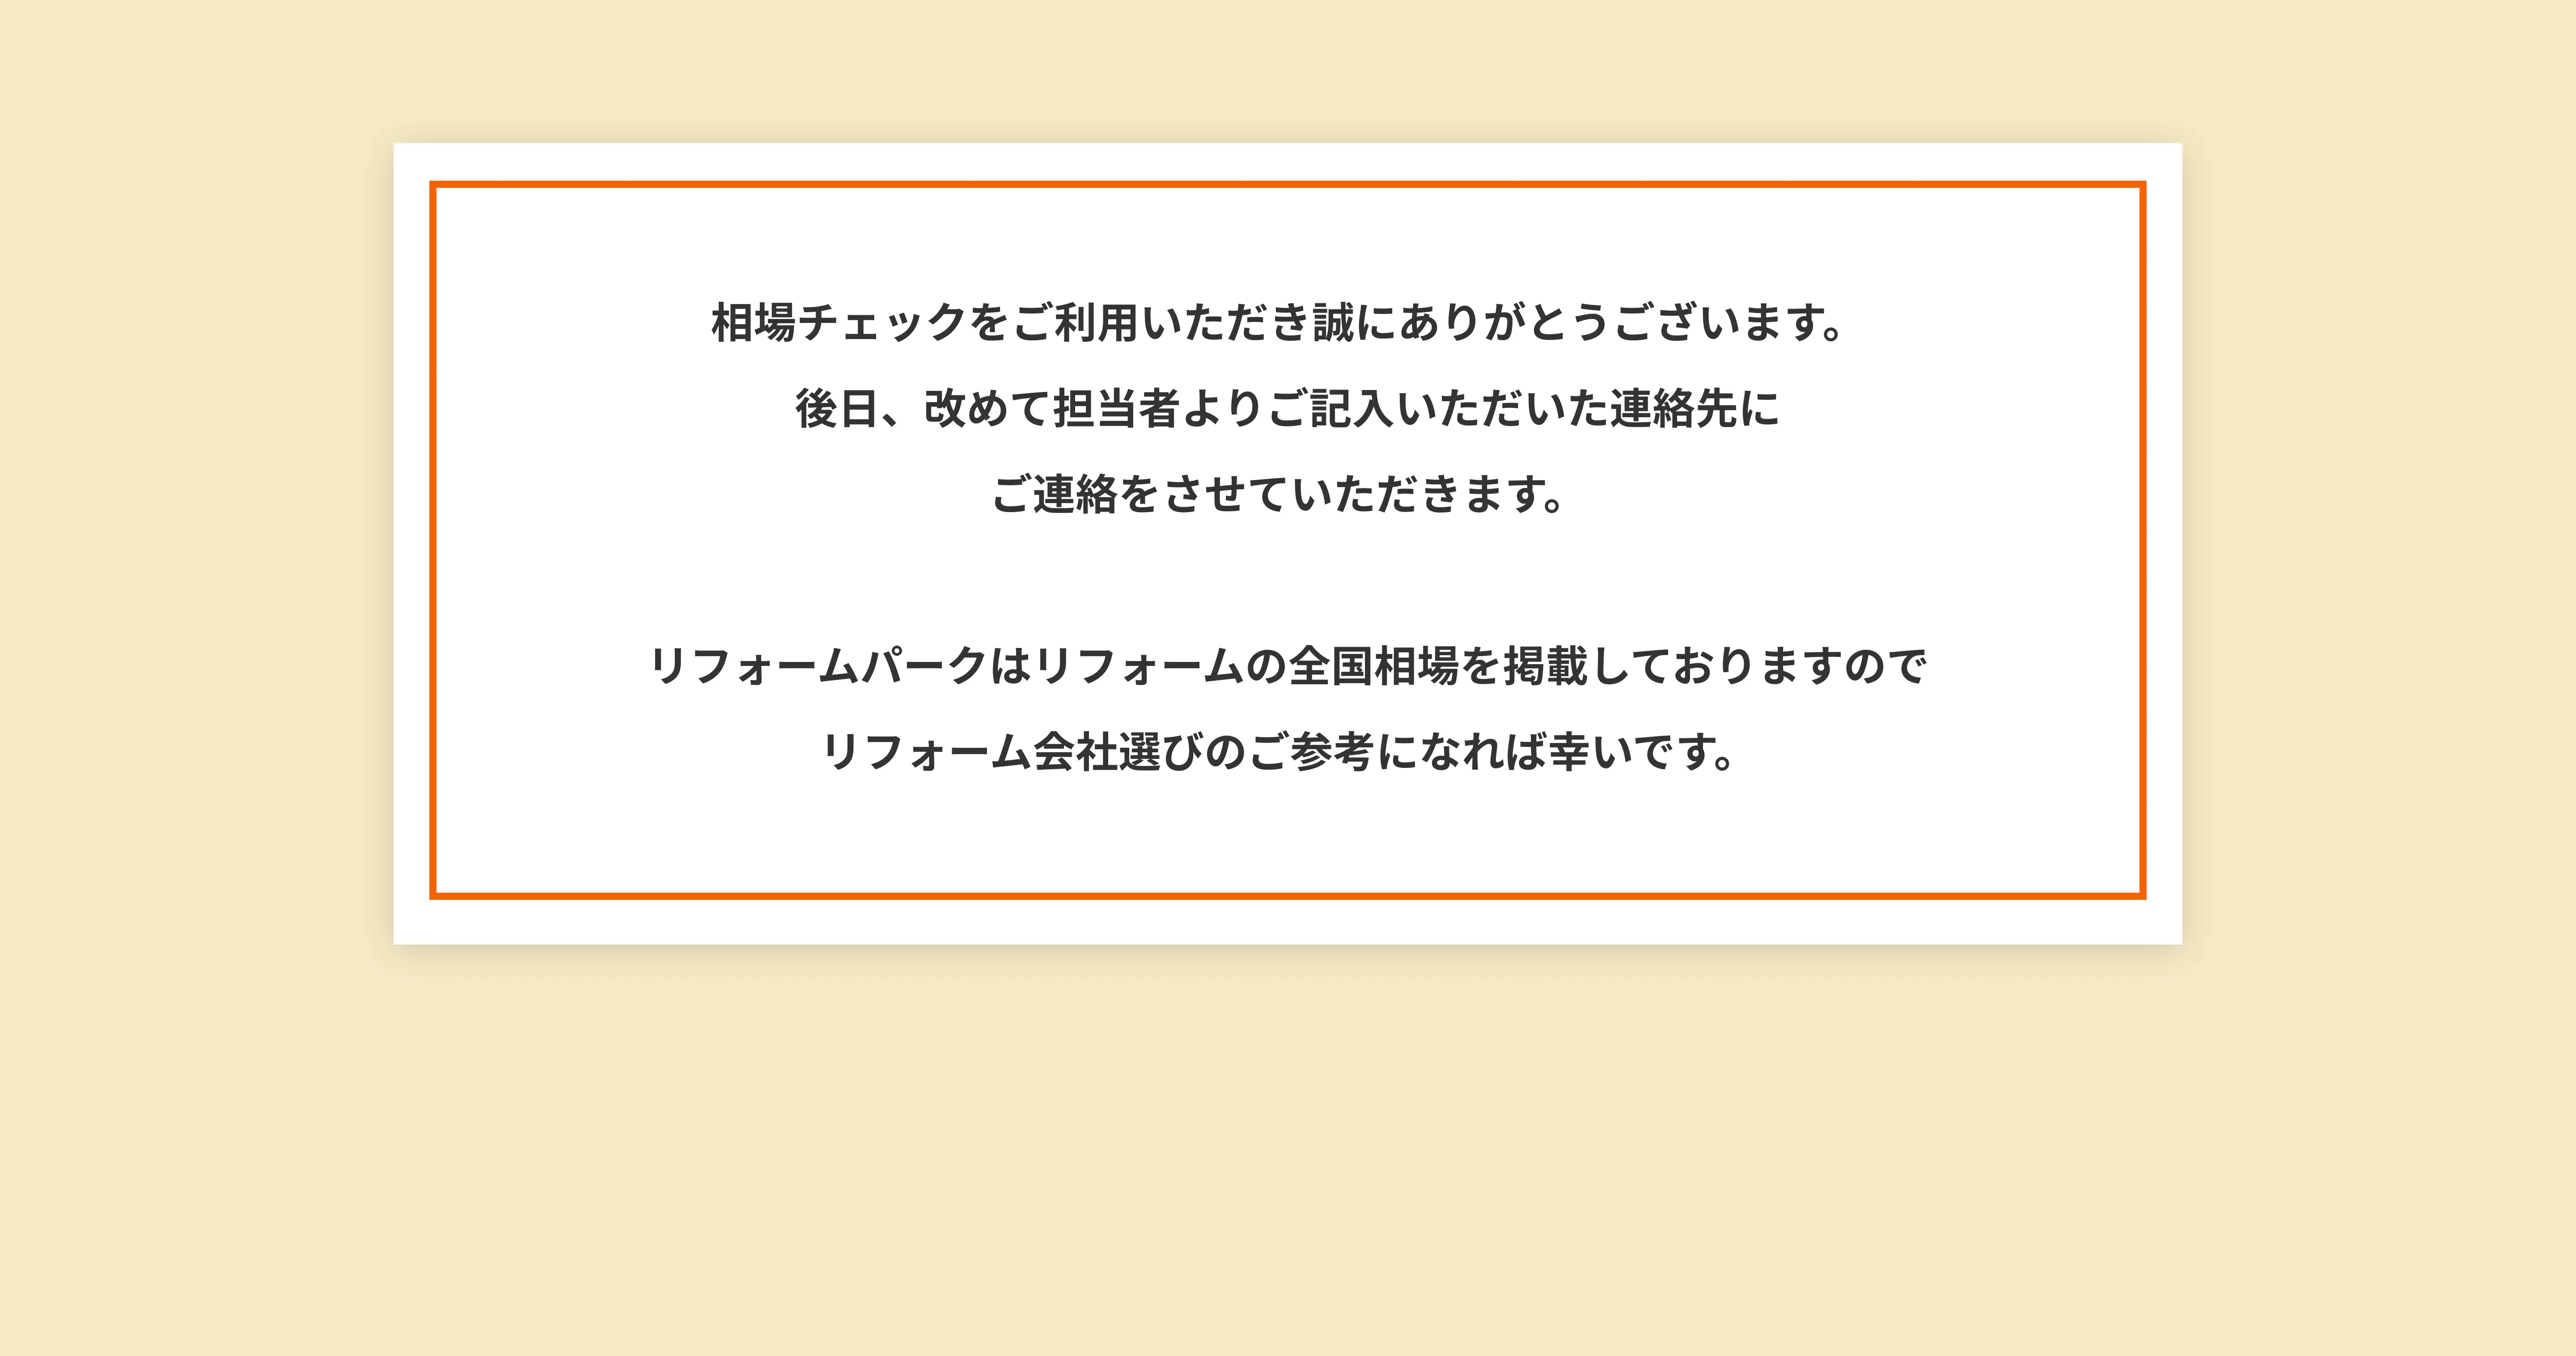 相場チェックをご利用いただき誠にありがとうございます。
後日、改めて担当者よりご記入いただいた連絡先に
ご連絡をさせていただきます。
リフォームパークはリフォームの全国相場を掲載しておりますので
リフォーム会社選びのご参考になれば幸いです。